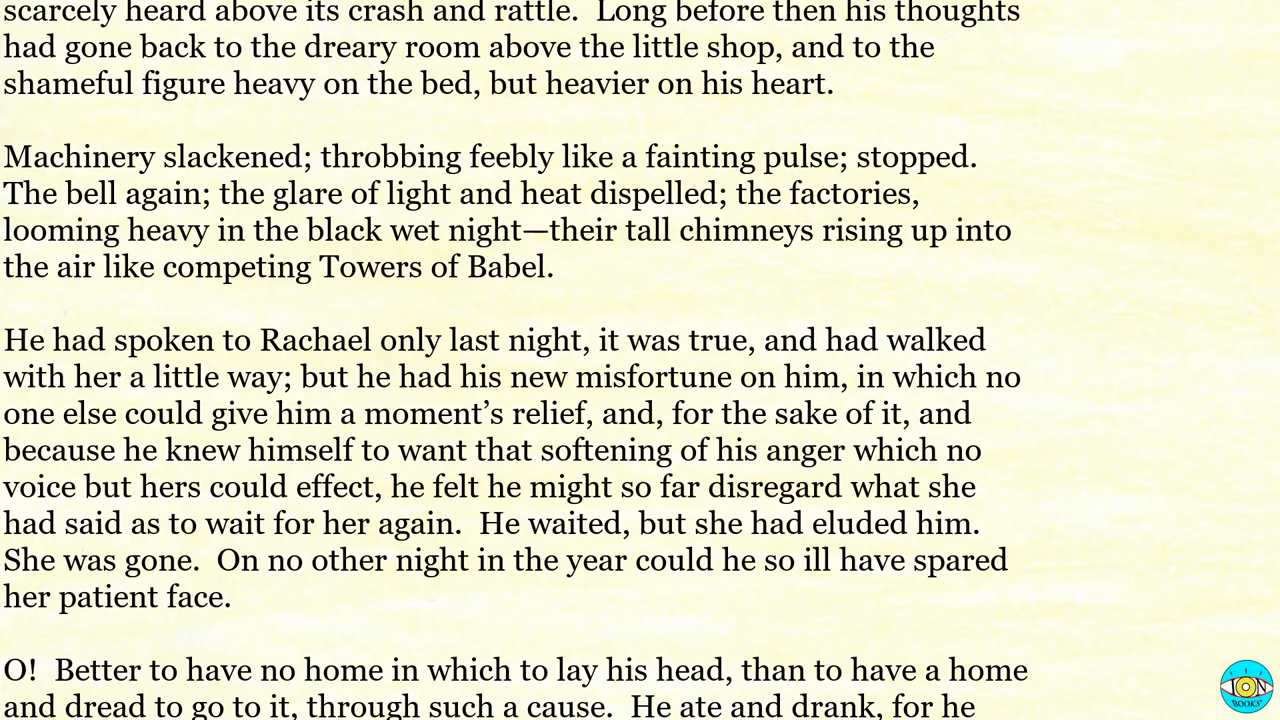 scarcely heard above its crash and rattle.  Long before then his thoughts
had gone back to the dreary room above the little shop, and to the
shameful figure heavy on the bed, but heavier on his heart.
Machinery slackened; throbbing feebly like a fainting pulse; stopped.
The bell again; the glare of light and heat dispelled; the factories,
looming heavy in the black wet night—their tall chimneys rising up into
the air like competing Towers of Babel.
He had spoken to Rachael only last night, it was true, and had walked
with her a little way; but he had his new misfortune on him, in which no
one else could give him a moment’s relief, and, for the sake of it, and
because he knew himself to want that softening of his anger which no
voice but hers could effect, he felt he might so far disregard what she
had said as to wait for her again.  He waited, but she had eluded him.
She was gone.  On no other night in the year could he so ill have spared
her patient face.
O!  Better to have no home in which to lay his head, than to have a home
and dread to go to it, through such a cause.  He ate and drank, for he
ION
BOOKS